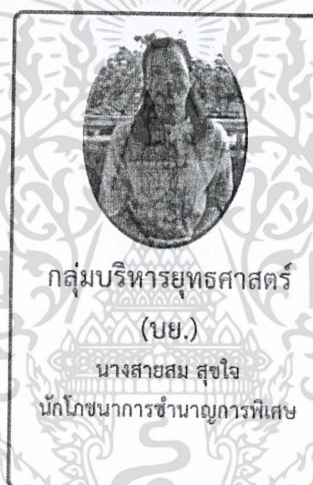 กลุ่มบริหารยุทธศาสตร์
(บย.)
นางสายสม สุขใจ
นักโภชนาการชำนาญการพิเศษ